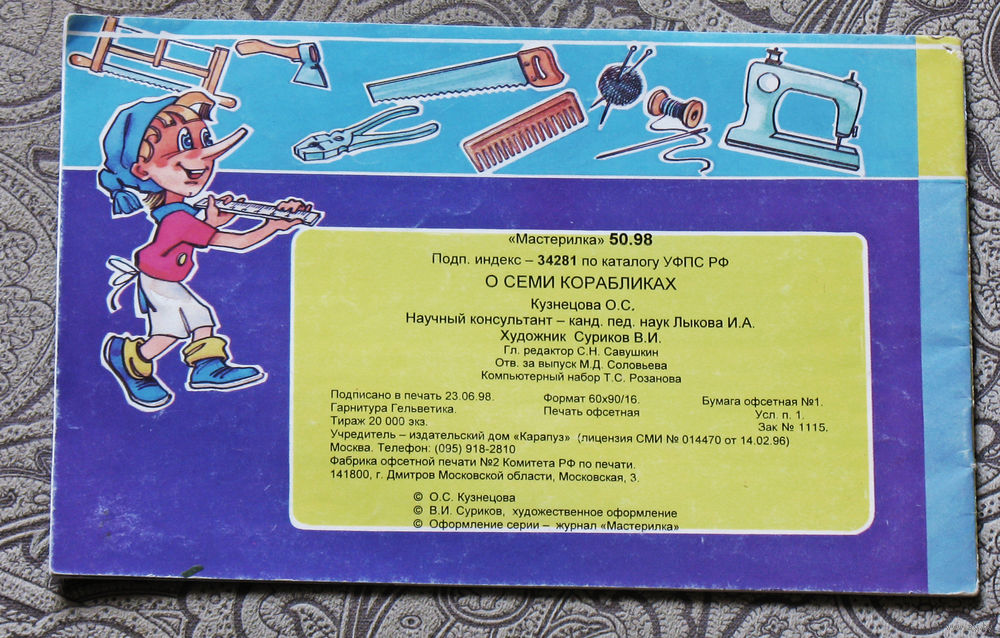 «Мастерилка» 50.98
Подп. индекс – 34281 по каталогу УФПС РФ
О СЕМИ КОРАБЛИКАХ
Кузнецова О.С.
Научный консультант – канд. пед. наук Лыкова И.А.
Художник Суриков В.И.
Гл. редактор С.Н. Савушкин
Отв. за выпуск М.Д. Соловьева
Компьютерный набор Т.С. Розанова
Подписано в печать 23.06.98. Формат 60х90/16. Бумага офсетная №1.
Гарнитура Гельветика. Печать офсетная Усл. п. 1.
Тираж 20 000 экз. Зак № 1115.
Учредитель – издательский дом «Карапуз» (лицензия СМИ № 014470 от 14.02.96)
Москва. Телефон: (095) 918-2810
Фабрика офсетной печати №2 Комитета РФ по печати.
141800, г. Дмитров Московской области, Московская, 3.
© О.С. Кузнецова
© В.И. Суриков, художественное оформление
© Оформление серии – журнал «Мастерилка»